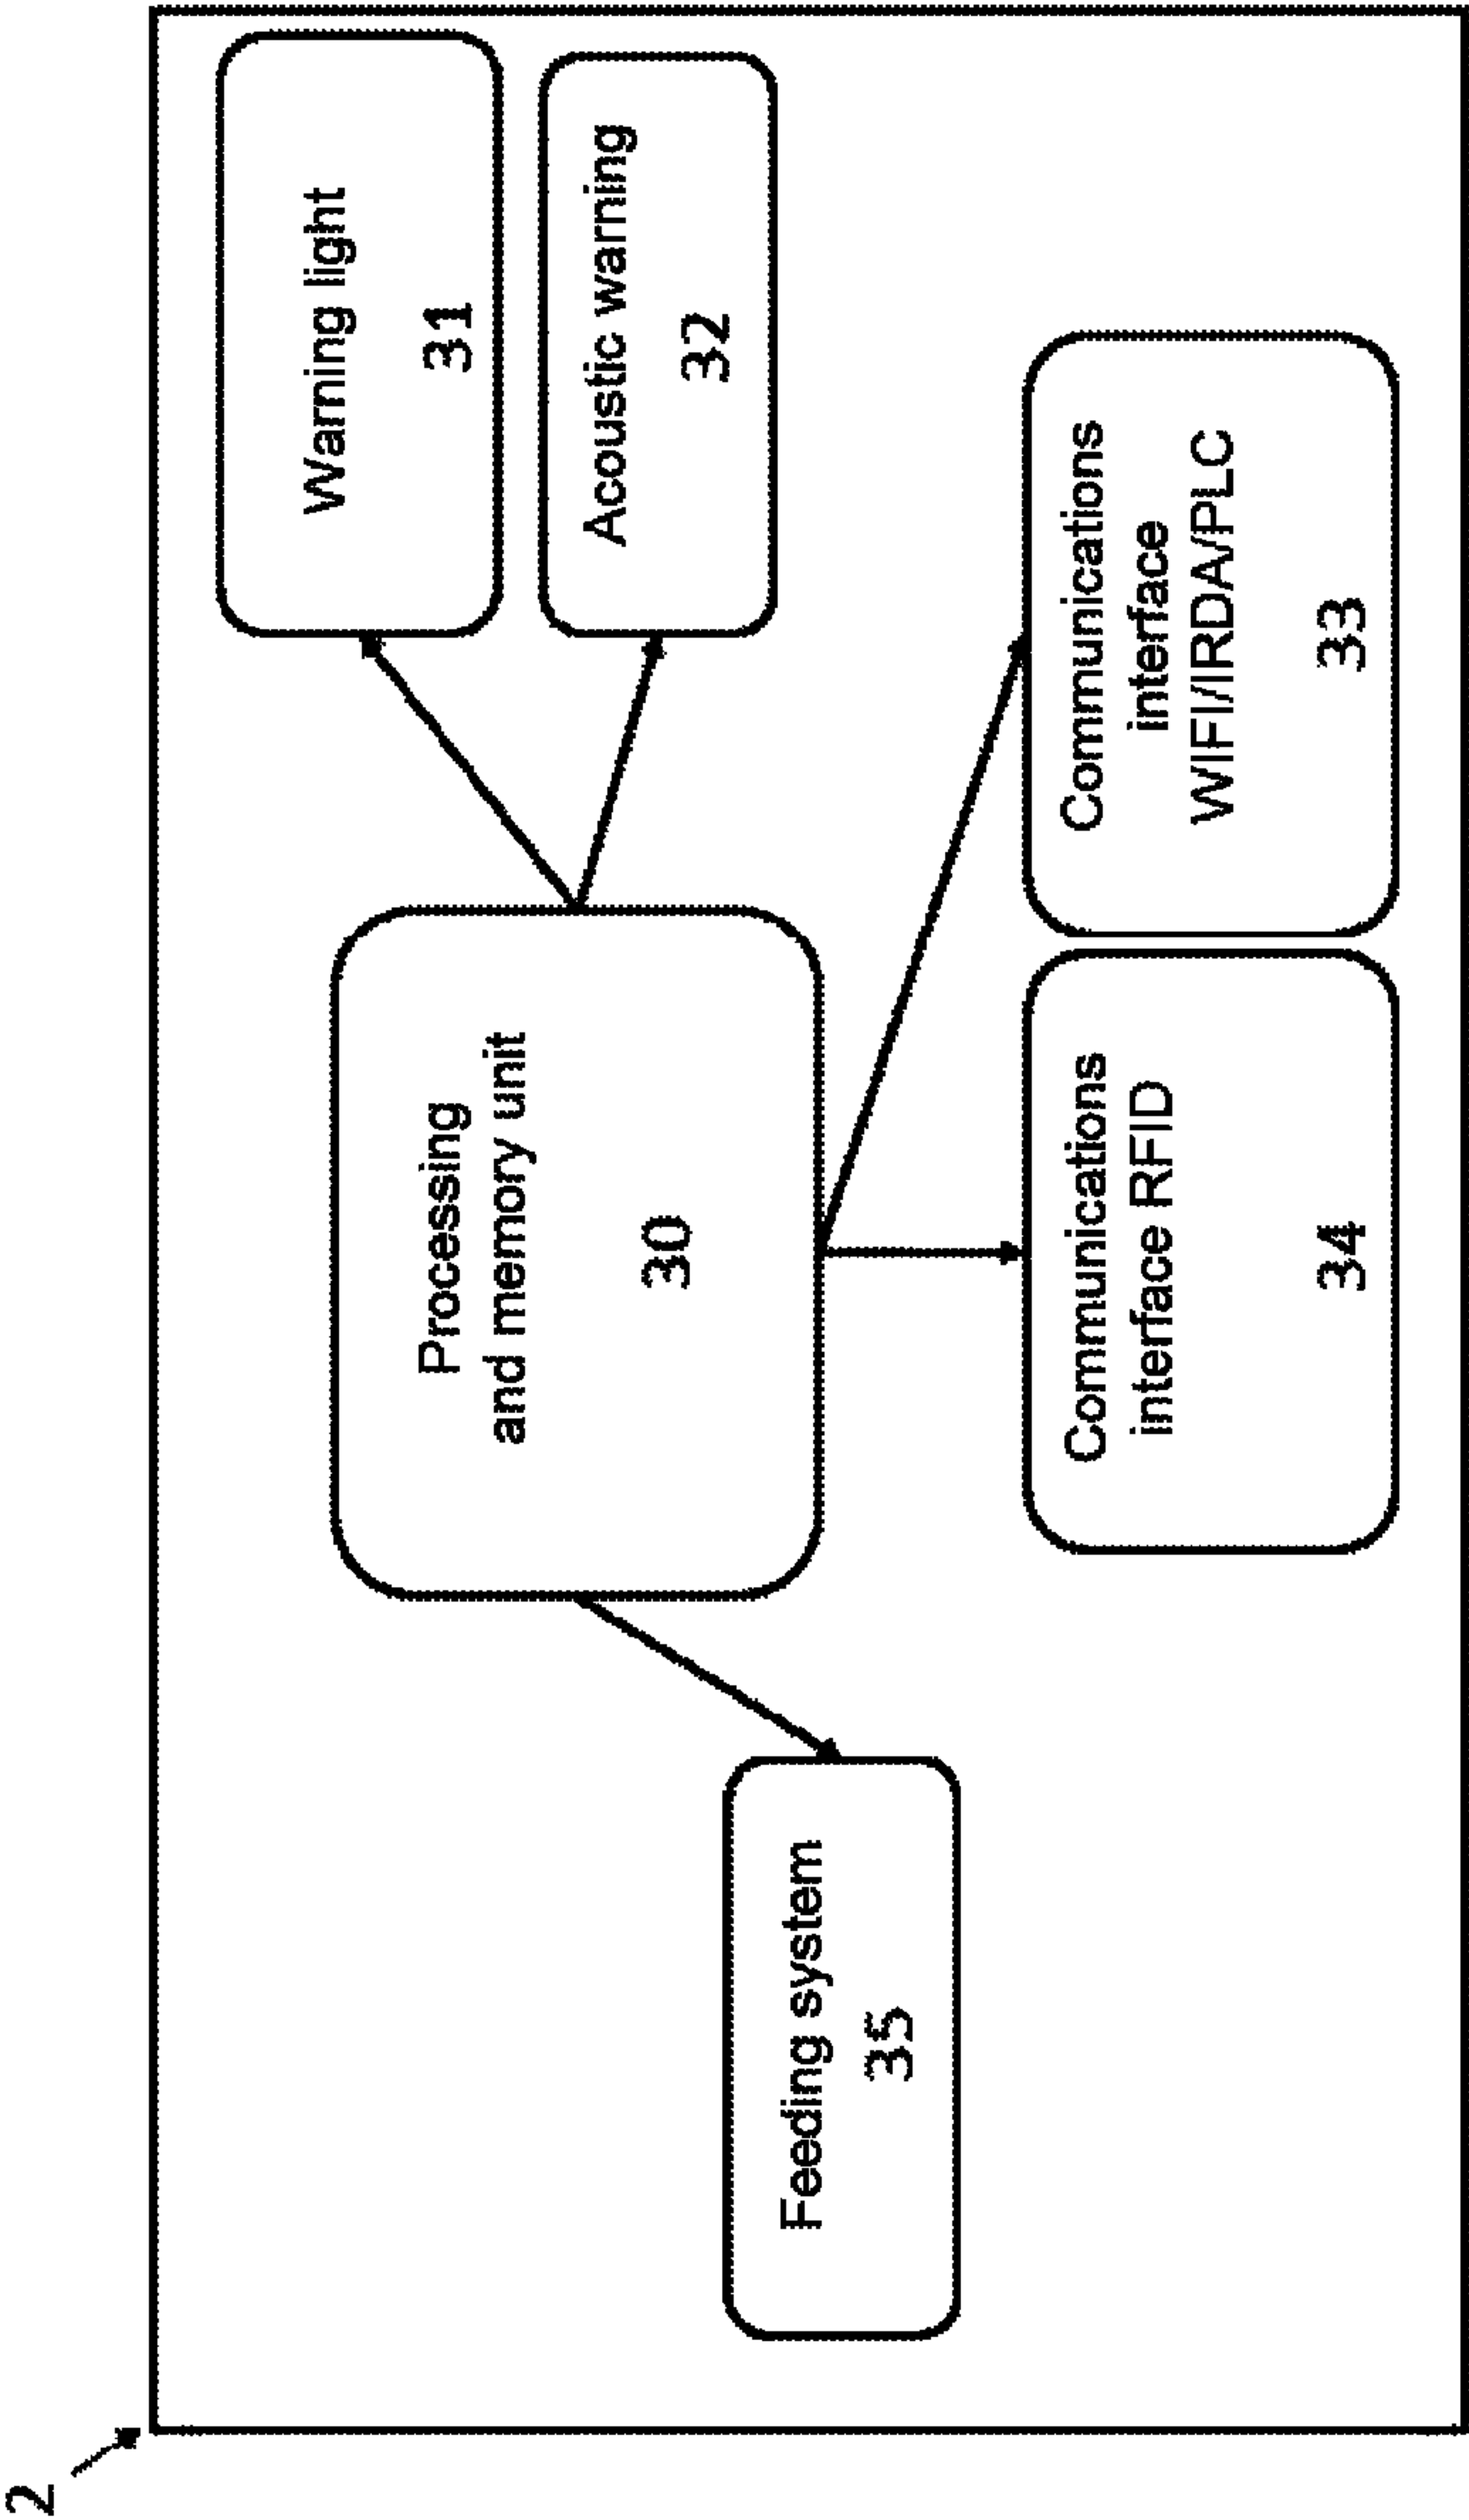 2
Warning light
31
Acoustic warning
32
Processing
and memory unit
30
Feeding system
35
Communications
interface RFID
34
Communications
interface
WIFI/IRDA/PLC
33